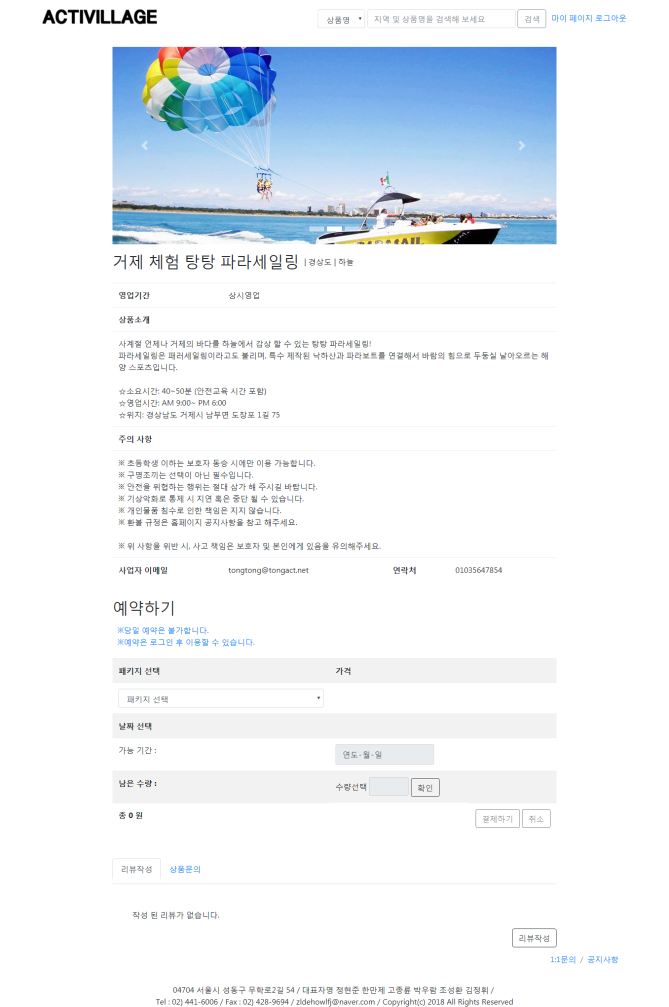 ACTIVILLAGE
상품명 지역 및 상품명을 검색해 보세요 검색 마이 페이지 로그아웃
거제 체험 탕탕 파라세일링 | 경상도 | 하늘
영업기간 상시영업
상품소개
사계절 언제나 거제의 바다를 하늘에서 감상 할 수 있는 탕탕 파라세일링!
파라세일링은 패러세일링이라고도 불리며, 특수 제작된 낙하산과 파라보트를 연결해서 바람의 힘으로 두둥실 날아오르는 해
양 스포츠입니다.
☆소요시간: 40~50분 (안전교육 시간 포함)
☆영업시간: AM 9:00~ PM 6:00
☆위치: 경상남도 거제시 남부면 도장포 1길 75
주의 사항
※ 초등학생 이하는 보호자 동승 시에만 이용 가능합니다.
※ 구명조끼는 선택이 아닌 필수입니다.
※ 안전을 위협하는 행위는 절대 삼가 해 주시길 바랍니다.
※ 기상악화로 통제 시 지연 혹은 중단 될 수 있습니다.
※ 개인물품 침수로 인한 책임은 지지 않습니다.
※ 환불 규정은 홈페이지 공지사항을 참고 해주세요.
※ 위 사항을 위반 시, 사고 책임은 보호자 및 본인에게 있음을 유의해주세요.
사업자 이메일 tongtong@tongact.net 연락처 01035647854
예약하기
※당일 예약은 불가합니다.
※예약은 로그인 후 이용할 수 있습니다.
패키지 선택 가격
패키지 선택
날짜 선택
가능 기간 : 연도-월-일
남은 수량 : 수량선택 확인
총 0 원 결제하기 취소
리뷰작성 상품문의
작성 된 리뷰가 없습니다.
리뷰작성
1:1문의 / 공지사항
04704 서울시 성동구 무학로2길 54 / 대표자명 정현준 한만제 고종륜 박우람 조성환 김정휘 /
Tel : 02) 441-6006 / Fax : 02) 428-9694 / zldehowlfj@naver.com / Copyright(c) 2018 All Rights Reserved